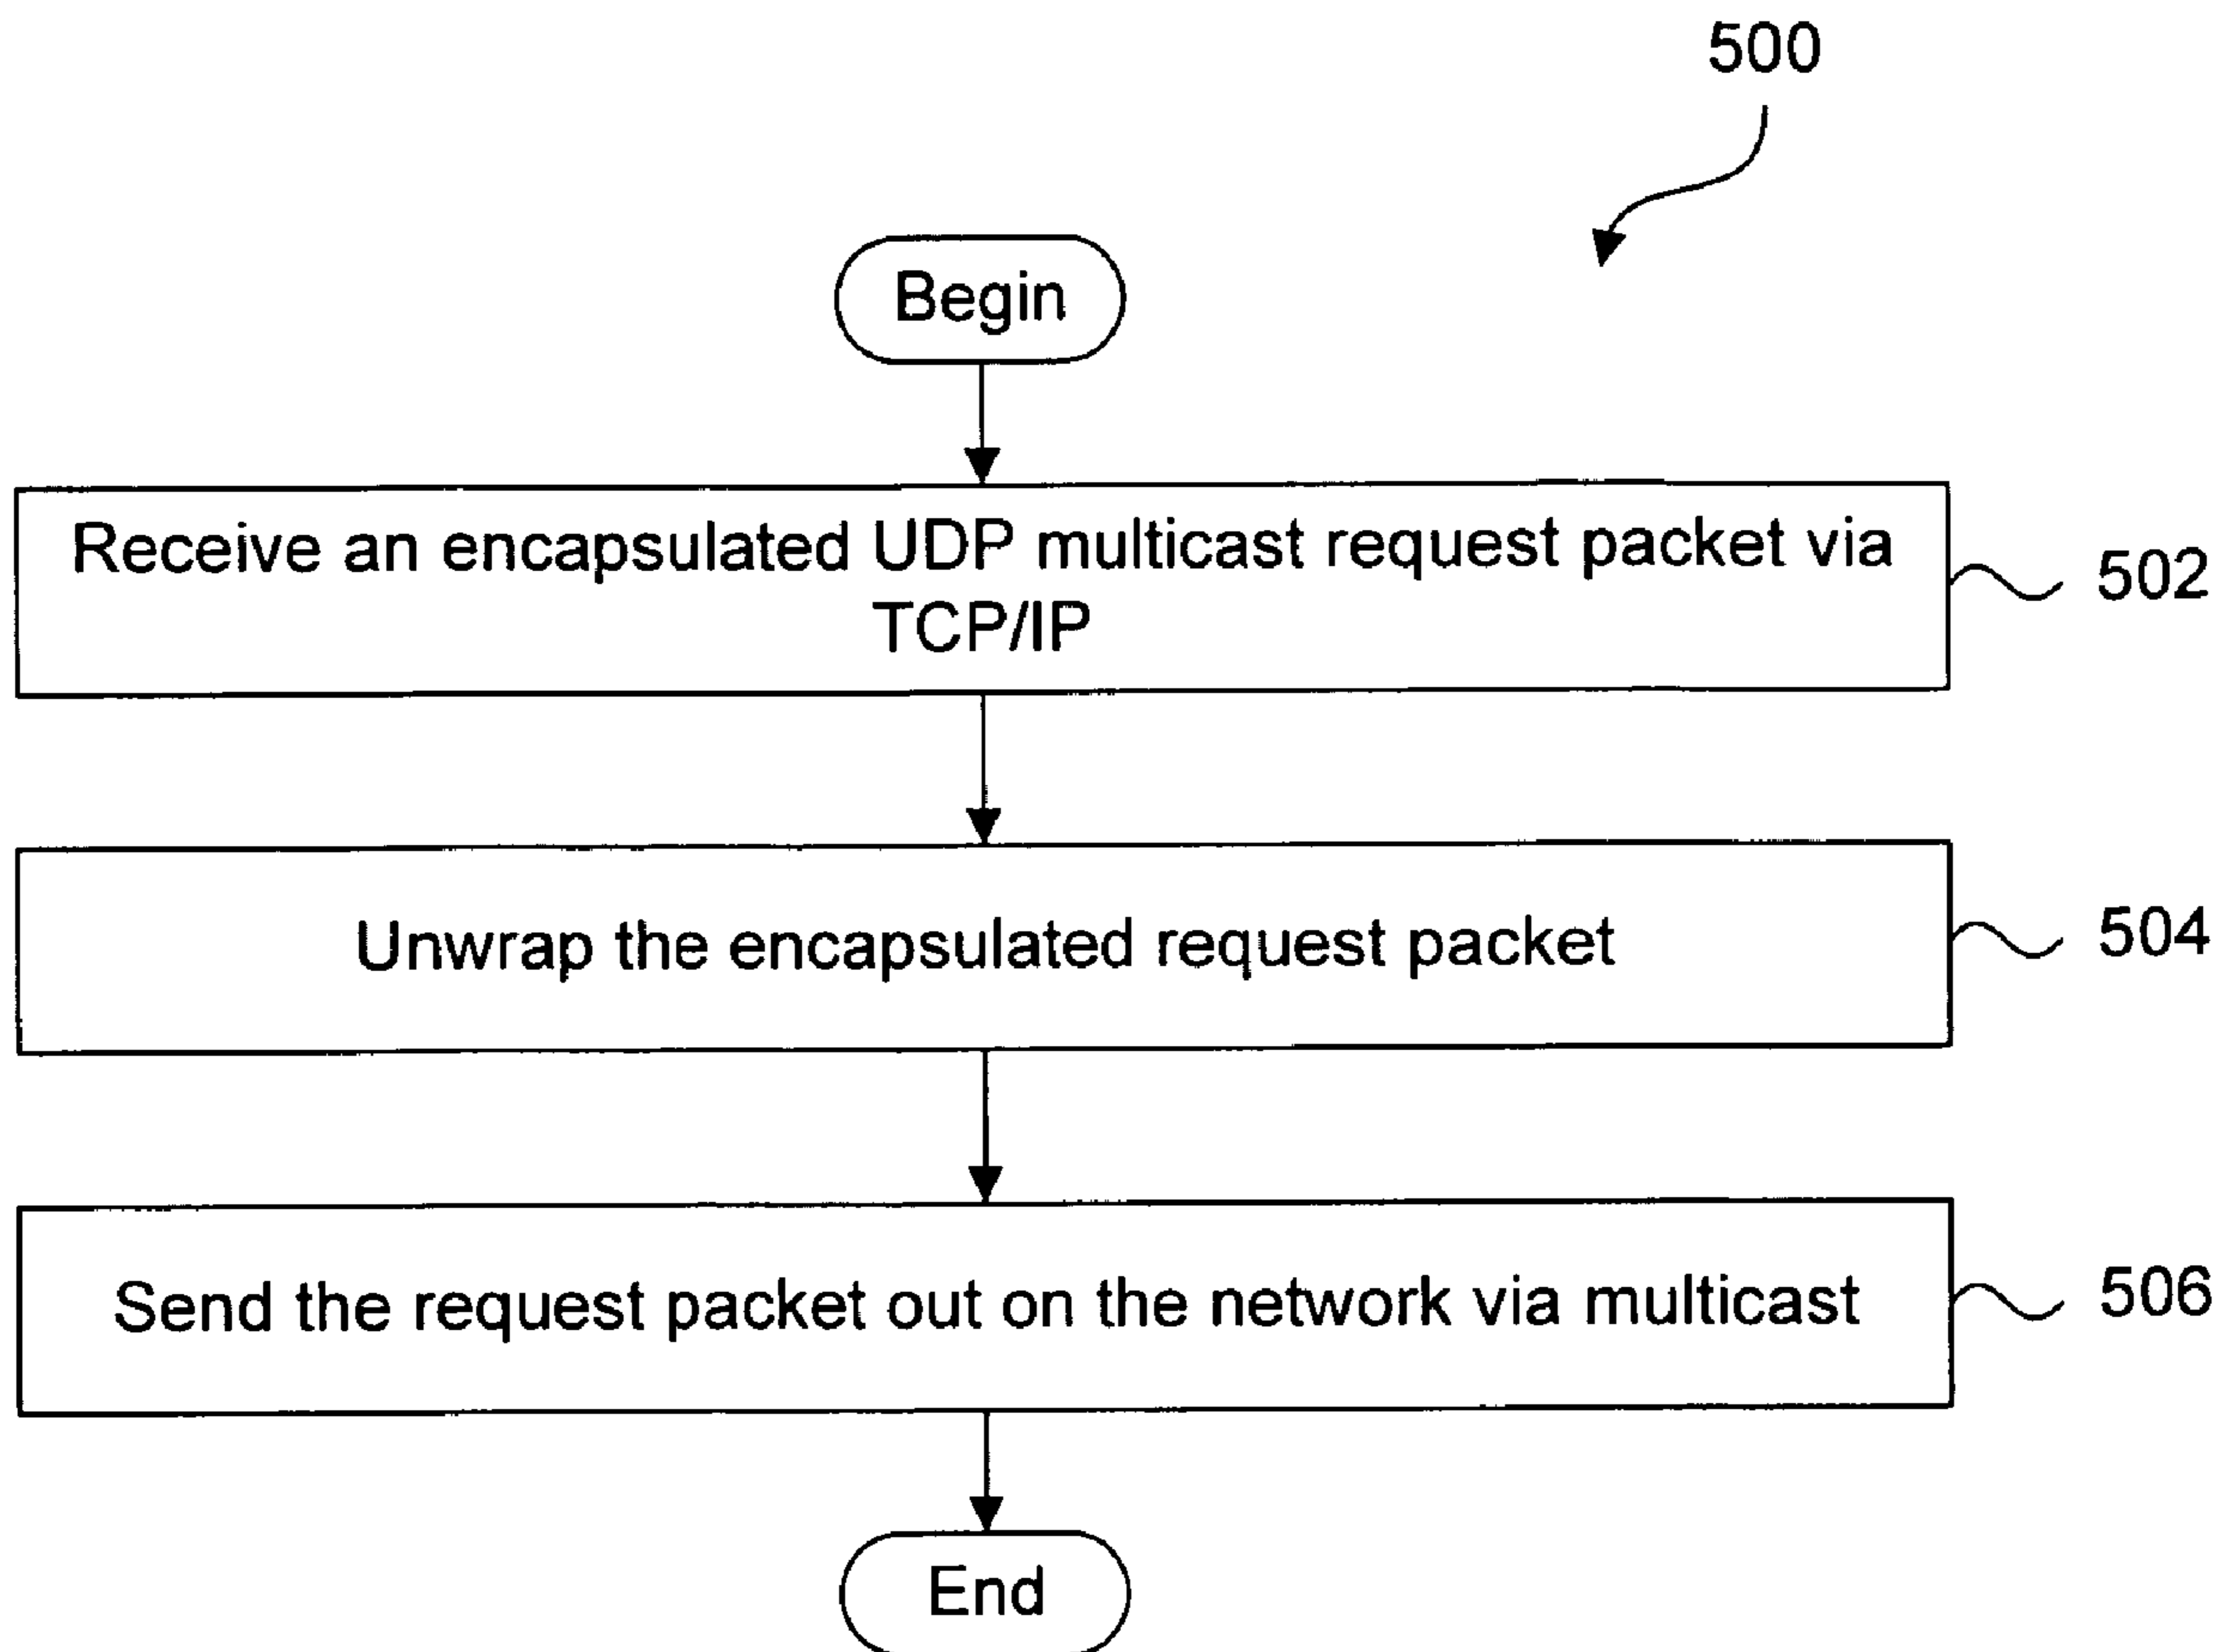 500
Begin
Receive an encapsulated UDP multicast request packet via
TCP/IP
502
Unwrap the encapsulated request packet
504
Send the request packet out on the network via multicast
506
End